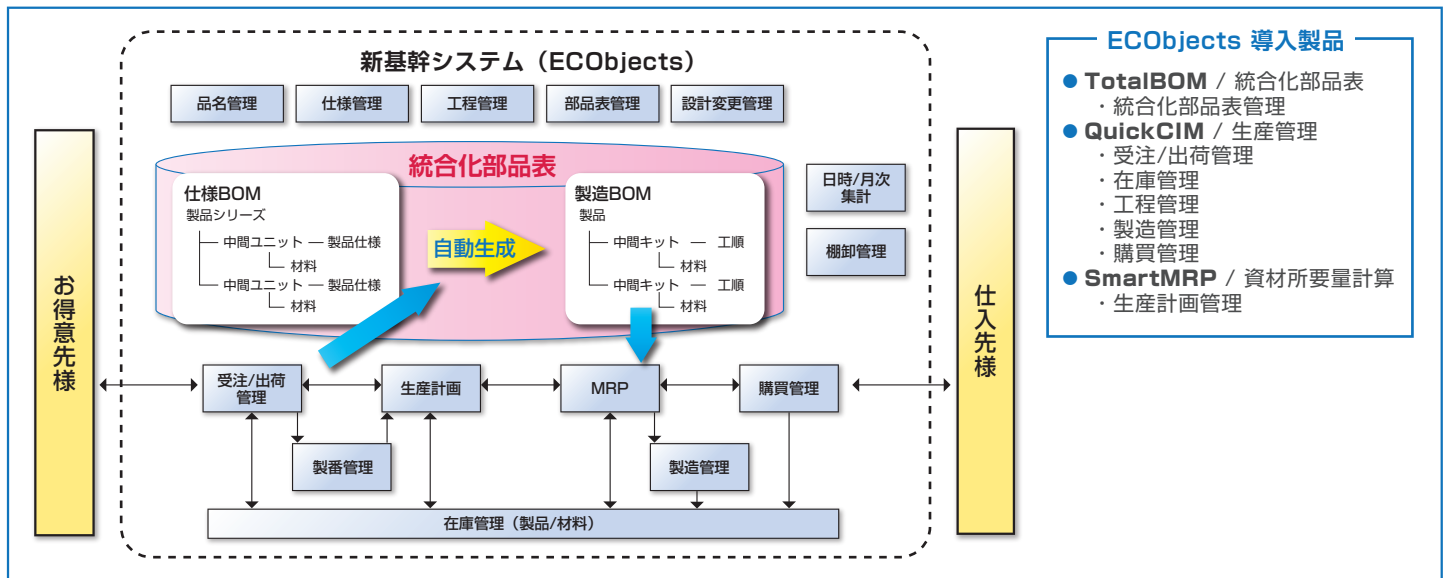 新基幹システム（ECObjects）
品名管理
仕様管理
工程管理
部品表管理
設計変更管理
お得意先様
統合化部品表
仕様BOM
製品シリーズ
中間ユニット
製品仕様
材料
中間ユニット
製品仕様
材料
自動生成
製造BOM
製品
中間キット
工順
材料
中間キット
工順
材料
日時/月次
集計
棚卸管理
受注/出荷
管理
生産計画
MRP
購買管理
製番管理
製造管理
在庫管理（製品/材料）
仕入先様
ECObjects 導入製品
● TotalBOM / 統合化部品表
・統合化部品表管理
● QuickCIM / 生産管理
・受注/出荷管理
・在庫管理
・工程管理
・製造管理
・購買管理
● SmartMRP / 資材所要量計算
・生産計画管理